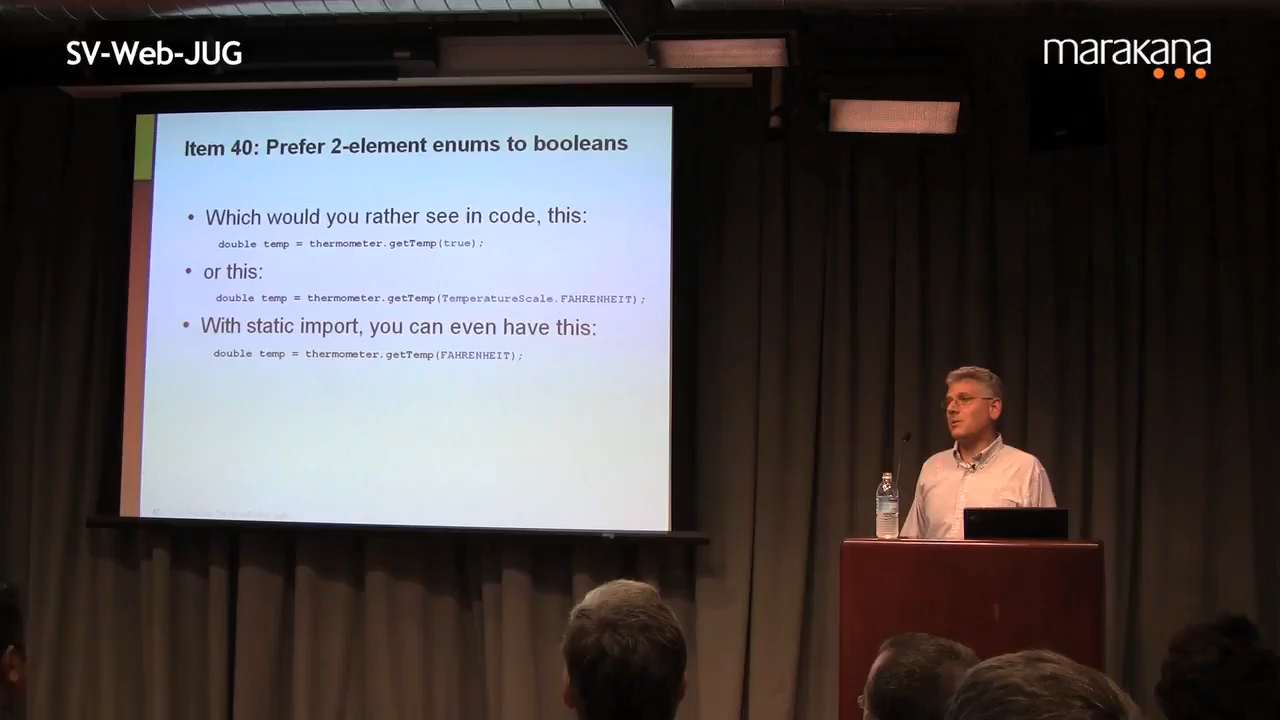 SV-Web-JUG
marakana
Item 40: Prefer 2-element enums to booleans
• Which would you rather see in code, this:
double temp = thermometer.getTemp(true);
• or this:
double temp = thermometer.getTemp(TemperatureScale.FAHRENHEIT);
• With static import, you can even have this:
double temp = thermometer.getTemp(FAHRENHEIT);